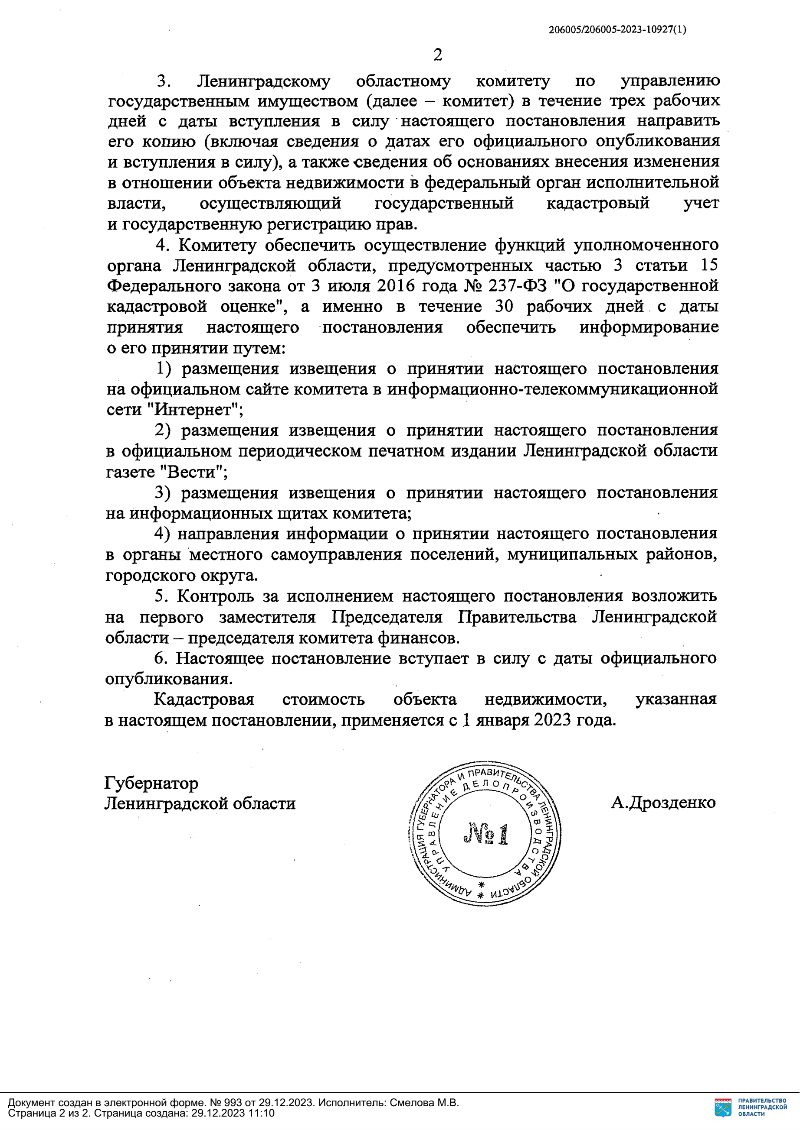 206005/206005-2023-10927(1)
2
3. Ленинградскому областному комитету по управлению
государственным имуществом (далее – комитет) в течение трех рабочих
дней с даты вступления в силу настоящего постановления направить
его копию (включая сведения о датах его официального опубликования
и вступления в силу), а также сведения об основаниях внесения изменения
в отношении объекта недвижимости в федеральный орган исполнительной
власти, осуществляющий государственный кадастровый учет
и государственную регистрацию прав.
4. Комитету обеспечить осуществление функций уполномоченного
органа Ленинградской области, предусмотренных частью 3 статьи 15
Федерального закона от 3 июля 2016 года № 237-ФЗ "О государственной
кадастровой оценке", а именно в течение 30 рабочих дней с даты
принятия настоящего постановления обеспечить информирование
о его принятии путем:
1) размещения извещения о принятии настоящего постановления
на официальном сайте комитета в информационно-телекоммуникационной
сети "Интернет";
2) размещения извещения о принятии настоящего постановления
в официальном периодическом печатном издании Ленинградской области
газете "Вести";
3) размещения извещения о принятии настоящего постановления
на информационных щитах комитета;
4) направления информации о принятии настоящего постановления
в органы местного самоуправления поселений, муниципальных районов,
городского округа.
5. Контроль за исполнением настоящего постановления возложить
на первого заместителя Председателя Правительства Ленинградской
области – председателя комитета финансов.
6. Настоящее постановление вступает в силу с даты официального
опубликования.
Кадастровая стоимость объекта недвижимости, указанная
в настоящем постановлении, применяется с 1 января 2023 года.
Губернатор
Ленинградской области
А.Дрозденко
АДМИНИСТРАЦИЯ ГУБЕРНАТОРА И ПРАВИТЕЛЬСТВА ЛЕНИНГРАДСКОЙ ОБЛАСТИ *
УПРАВЛЕНИЕ ДЕЛОПРОИЗВОДСТВА *
№1
Документ создан в электронной форме. № 993 от 29.12.2023. Исполнитель: Смелова М.В.
Страница 2 из 2. Страница создана: 29.12.2023 11:10
ПРАВИТЕЛЬСТВО
ЛЕНИНГРАДСКОЙ
ОБЛАСТИ